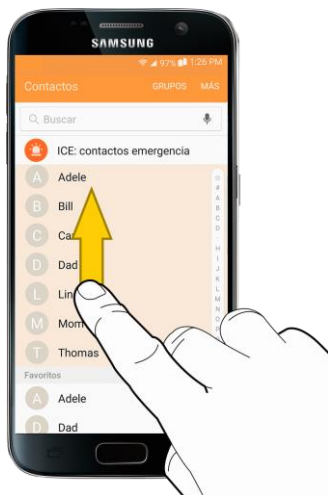 SAMSUNG
97% 1:26 PM
Contactos GRUPOS MÁS
Buscar
ICE: contactos emergencia
A Adele
B Bill
C
D Dad
L
M Mom
T Thomas
Favoritos
A Adele
D Dad
#
A
B
C
D
H
I
J
K
L
M
N
O
P